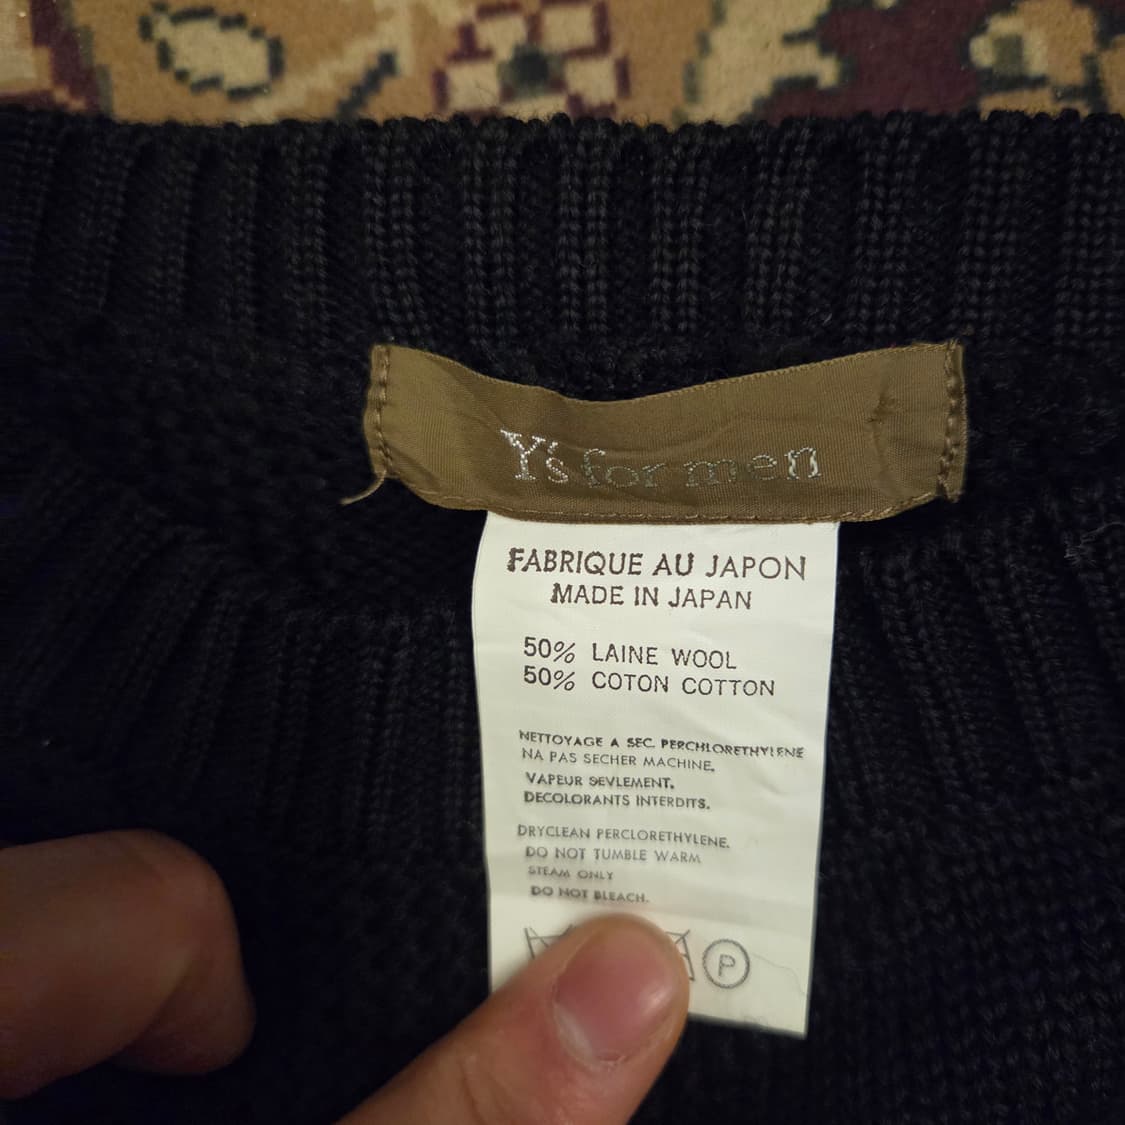 Y's for men
FABRIQUE AU JAPON
MADE IN JAPAN
50% LAINE WOOL
50% COTON COTTON
NETTOYAGE A SEC. PERCHLORETHYLENE
NA PAS SECHER MACHINE.
VAPEUR SEVLEMENT.
DECOLORANTS INTERDITS.
DRYCLEAN PERCLORETHYLENE.
DO NOT TUMBLE WARM
STEAM ONLY
DO NOT BLEACH.
P